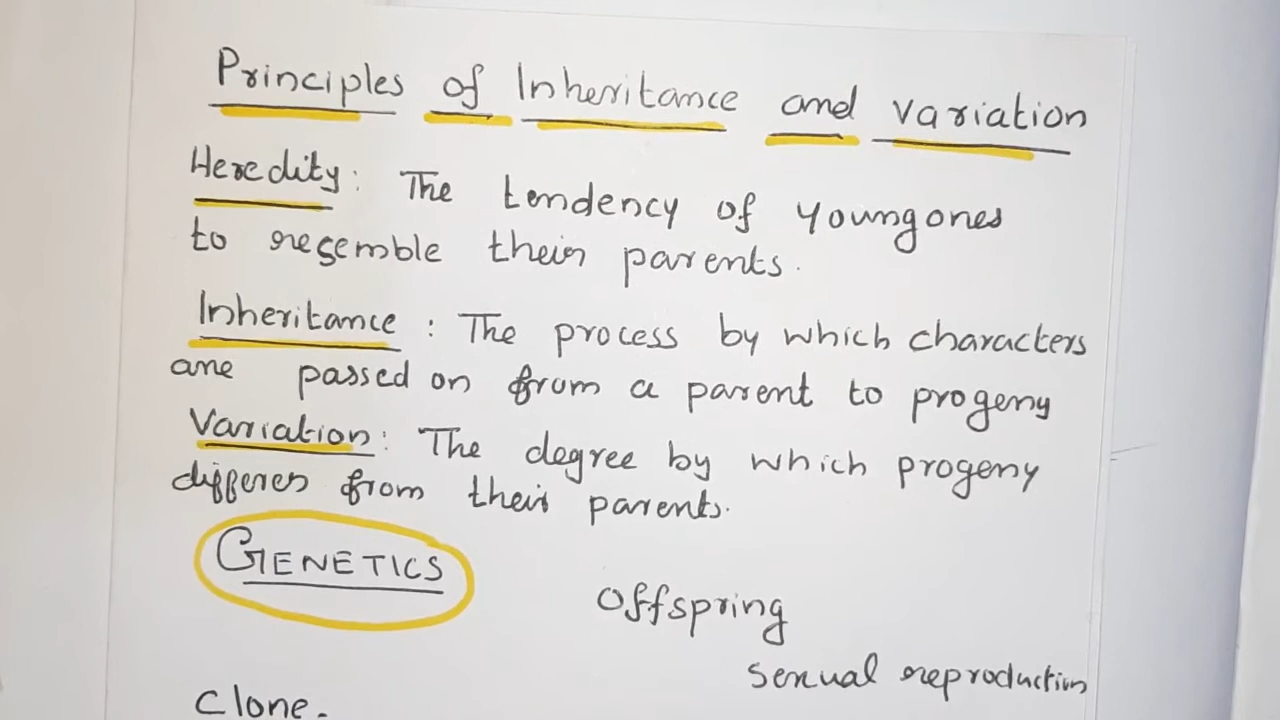 Principles of Inheritance and variation
Heredity: The tendency of youngones
to resemble their parents.
Inheritance: The process by which characters
are passed on from a parent to progeny
Variation: The degree by which progeny
differes from their parents.
GENETICS
Offspring
sexual reproduction
Clone.